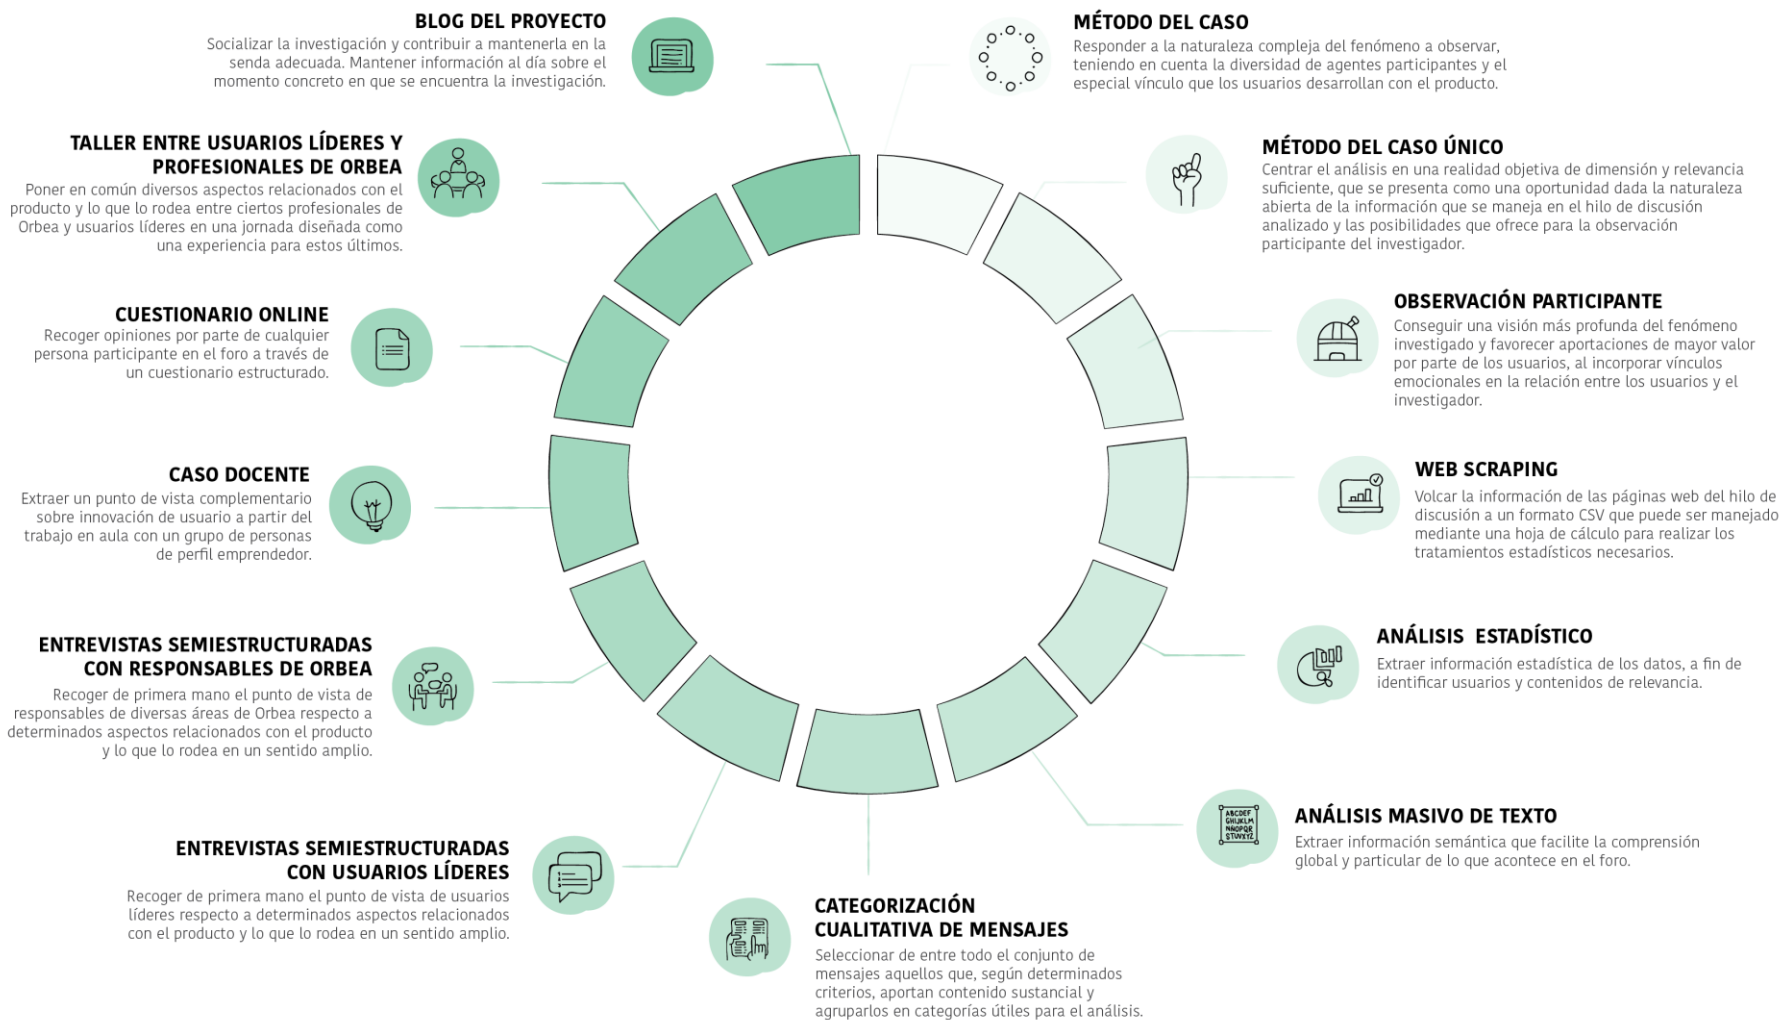 BLOG DEL PROYECTO
Socializar la investigación y contribuir a mantenerla en la
senda adecuada. Mantener información al día sobre el
momento concreto en que se encuentra la investigación.
MÉTODO DEL CASO
Responder a la naturaleza compleja del fenómeno a observar,
teniendo en cuenta la diversidad de agentes participantes y el
especial vínculo que los usuarios desarrollan con el producto.
TALLER ENTRE USUARIOS LÍDERES Y
PROFESIONALES DE ORBEA
Poner en común diversos aspectos relacionados con el
producto y lo que lo rodea entre ciertos profesionales de
Orbea y usuarios líderes en una jornada diseñada como
una experiencia para estos últimos.
MÉTODO DEL CASO ÚNICO
Centrar el análisis en una realidad objetiva de dimensión y relevancia
suficiente, que se presenta como una oportunidad dada la naturaleza
abierta de la información que se maneja en el hilo de discusión
analizado y las posibilidades que ofrece para la observación
participante del investigador.
CUESTIONARIO ONLINE
Recoger opiniones por parte de cualquier
persona participante en el foro a través de
un cuestionario estructurado.
OBSERVACIÓN PARTICIPANTE
Conseguir una visión más profunda del fenómeno
investigado y favorecer aportaciones de mayor valor
por parte de los usuarios, al incorporar vínculos
emocionales en la relación entre los usuarios y el
investigador.
CASO DOCENTE
Extraer un punto de vista complementario
sobre innovación de usuario a partir del
trabajo en aula con un grupo de personas
de perfil emprendedor.
WEB SCRAPING
Volcar la información de las páginas web del hilo de
discusión a un formato CSV que puede ser manejado
mediante una hoja de cálculo para realizar los
tratamientos estadísticos necesarios.
ENTREVISTAS SEMIESTRUCTURADAS
CON RESPONSABLES DE ORBEA
Recoger de primera mano el punto de vista de
responsables de diversas áreas de Orbea respecto a
determinados aspectos relacionados con el producto
y lo que lo rodea en un sentido amplio.
ANÁLISIS ESTADÍSTICO
Extraer información estadística de los datos, a fin de
identificar usuarios y contenidos de relevancia.
ENTREVISTAS SEMIESTRUCTURADAS
CON USUARIOS LÍDERES
Recoger de primera mano el punto de vista de usuarios
líderes respecto a determinados aspectos relacionados
con el producto y lo que lo rodea en un sentido amplio.
ABCDEF
GHIJKLM
NÑOPQR
STUVXYZ
ANÁLISIS MASIVO DE TEXTO
Extraer información semántica que facilite la comprensión
global y particular de lo que acontece en el foro.
CATEGORIZACIÓN
CUALITATIVA DE MENSAJES
Seleccionar de entre todo el conjunto de
mensajes aquellos que, según determinados
criterios, aportan contenido sustancial y
agruparlos en categorías útiles para el análisis.